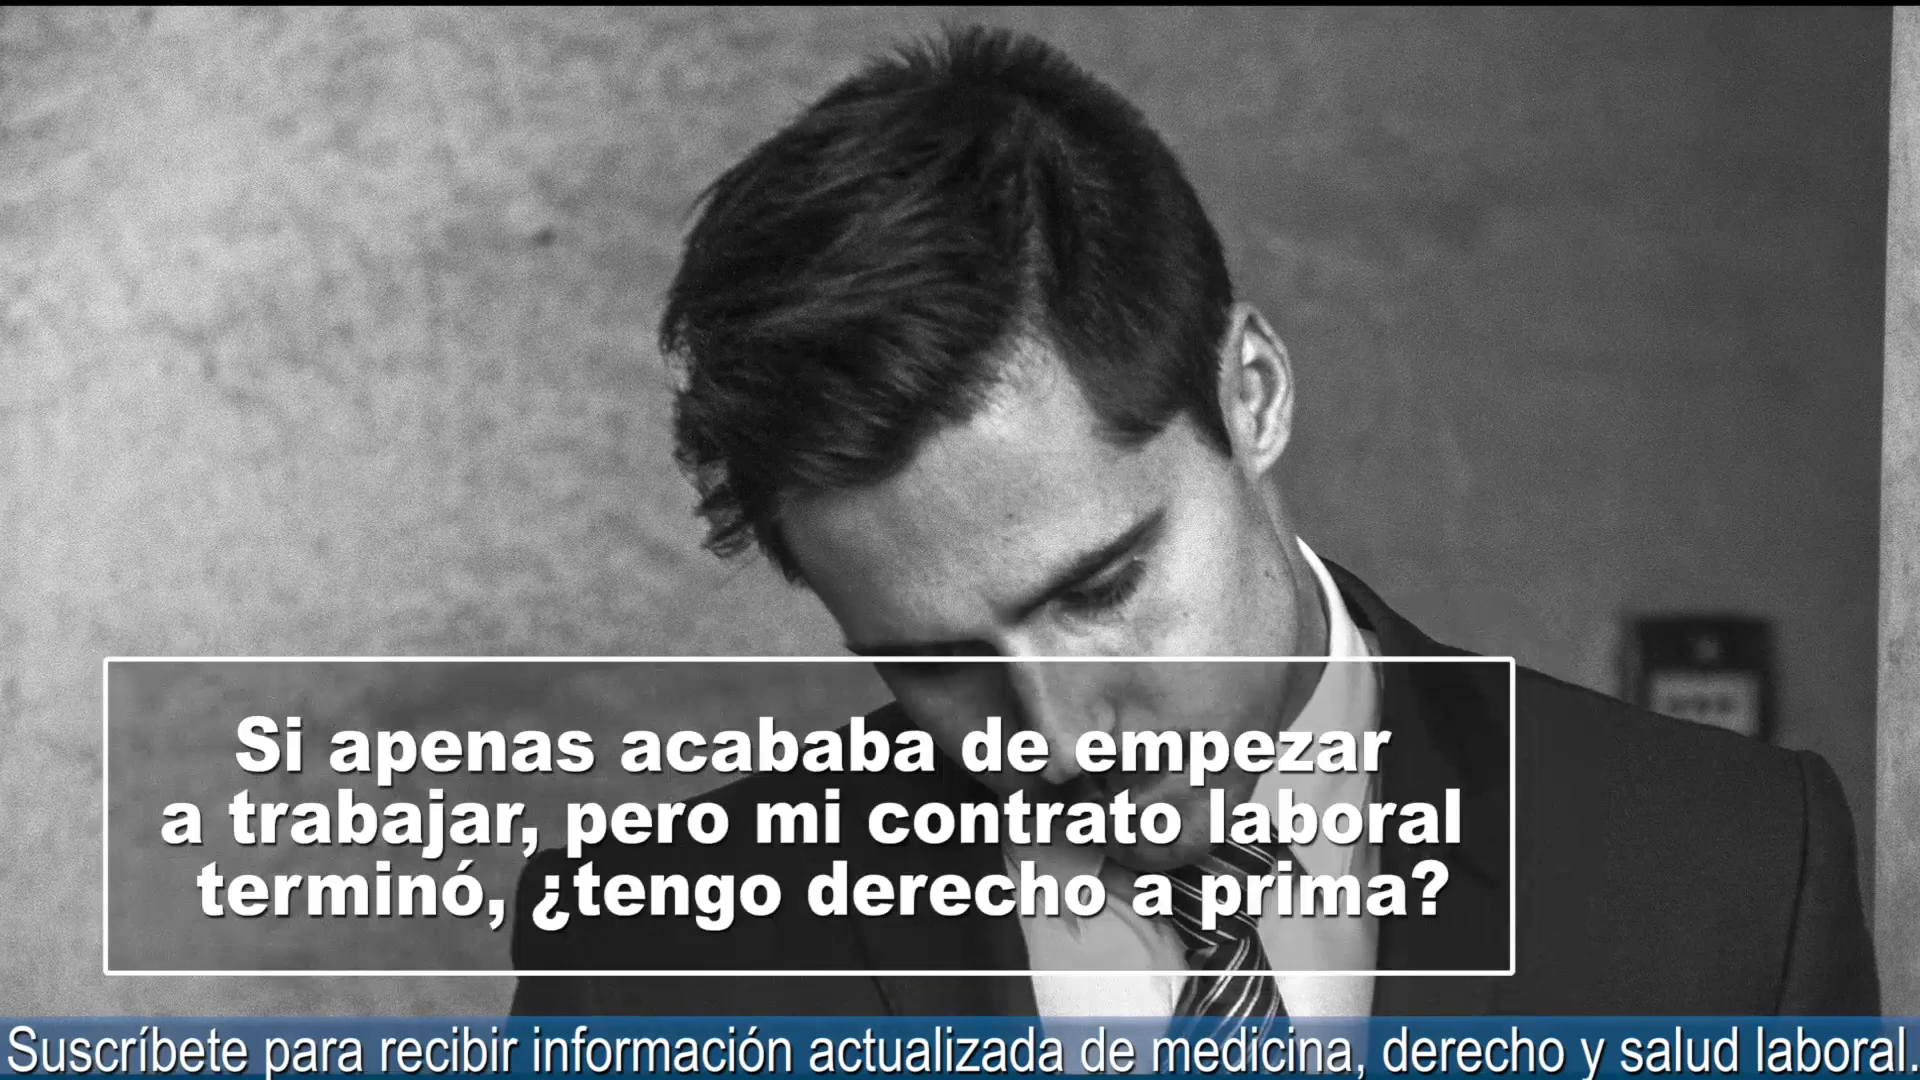 Si apenas acababa de empezar
a trabajar, pero mi contrato laboral
terminó, ¿tengo derecho a prima?
Suscríbete para recibir información actualizada de medicina, derecho y salud laboral.